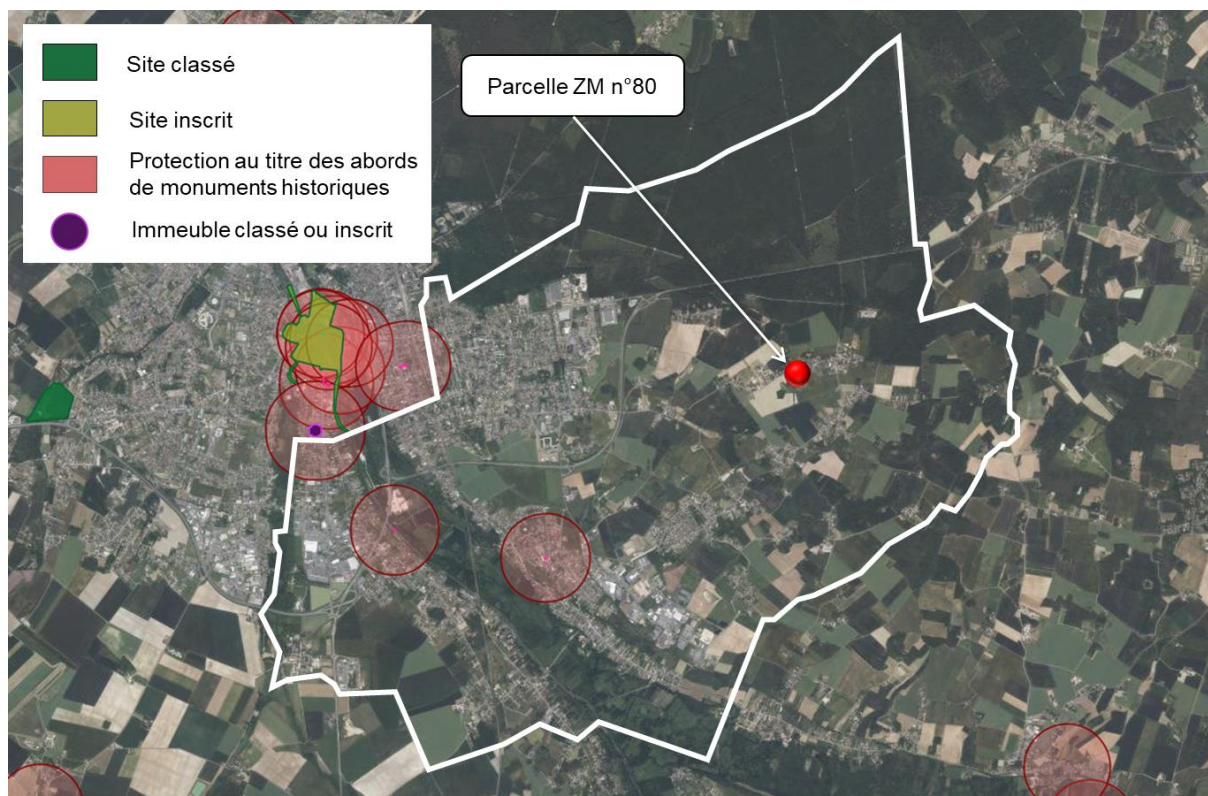 Site classé
Site inscrit
Protection au titre des abords
de monuments historiques
Immeuble classé ou inscrit
Parcelle ZM n°80